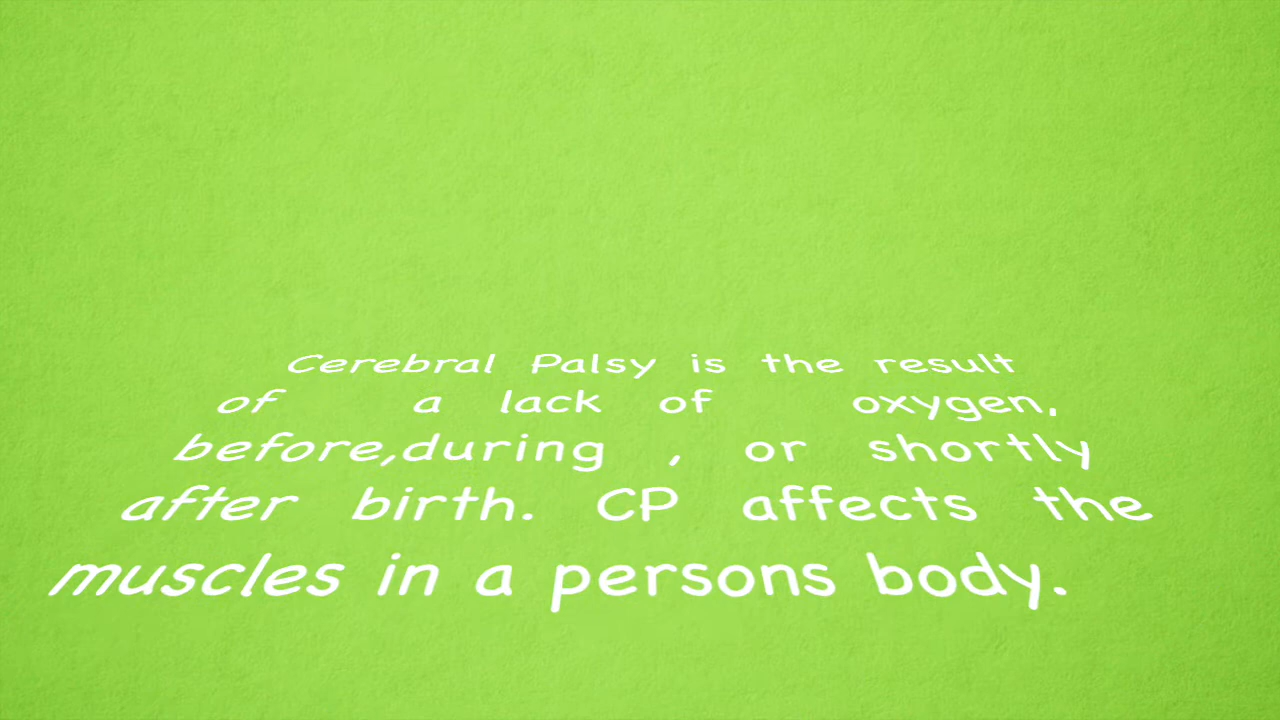 Cerebral Palsy is the result
of a lack of oxygen,
before,during , or shortly
after birth. CP affects the
muscles in a persons body.